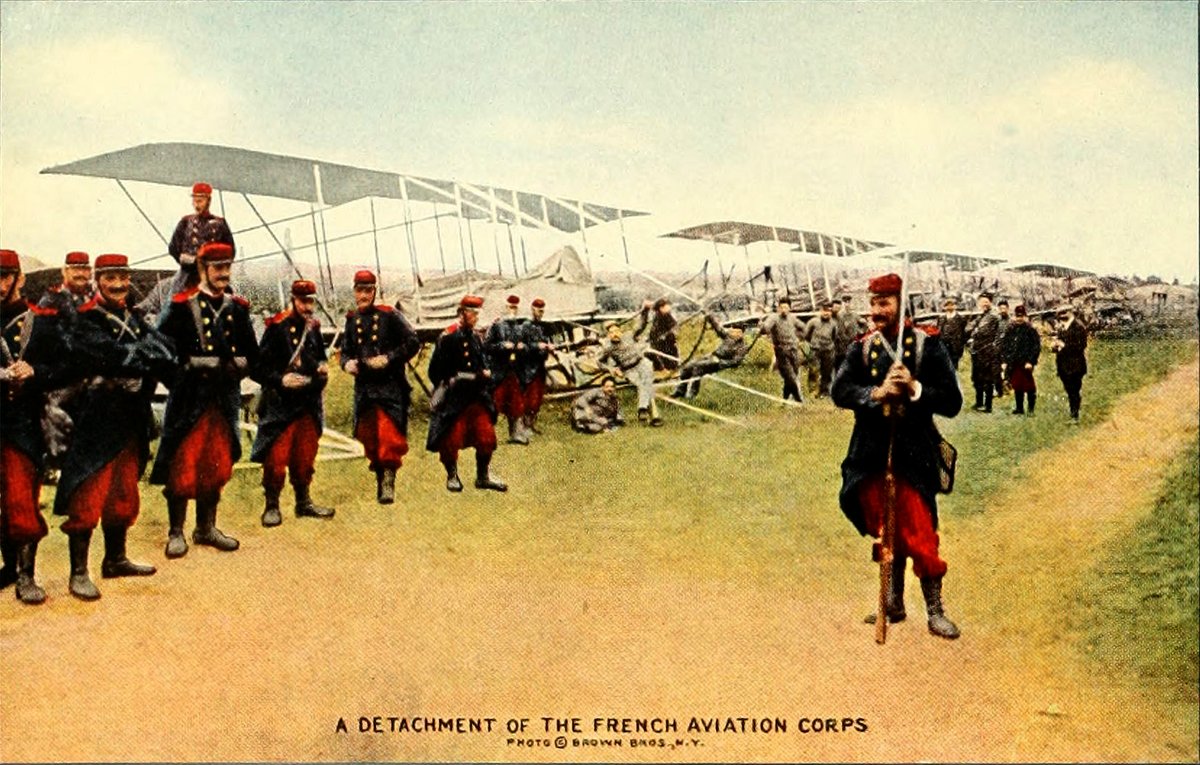 A DETACHMENT OF THE FRENCH AVIATION CORPS
PHOTO © BROWN BROS., N.Y.